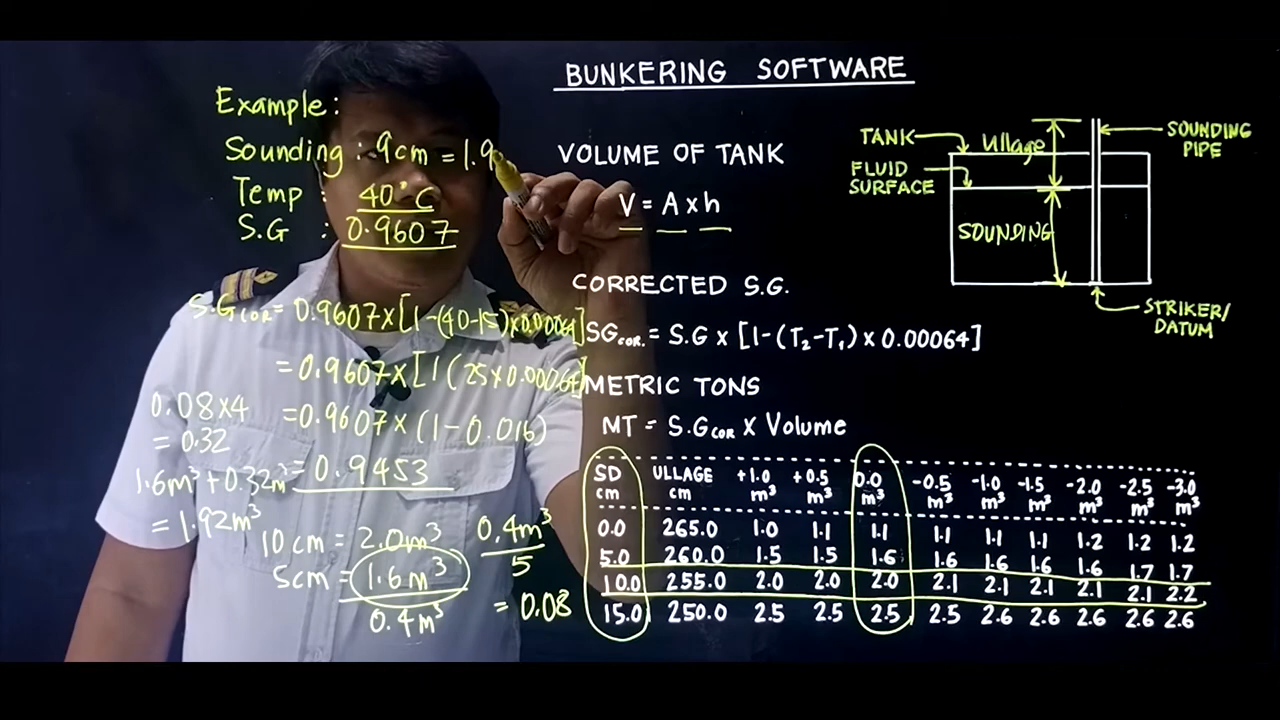 BUNKERING SOFTWARE
Example:
Sounding : 9cm = 1.9
Temp : 40°C
S.G : 0.9607
S.G COR = 0.9607 x [1-(40-15)x0.00064]
= 0.9607 x [1 (25 x 0.00064]
= 0.9607 x (1 - 0.016)
= 0.9453
0.08 x 4
= 0.32
1.6m³ + 0.32m³
= 1.92m³
10 cm = 2.0m³
5cm = 1.6m³
0.4m³
0.4m³
5
= 0.08
VOLUME OF TANK
V = A x h
CORRECTED S.G.
SG COR. = S.G x [1-(T₂-T₁) x 0.00064]
METRIC TONS
MT = S.G COR x Volume
TANK
FLUID
SURFACE
Ullage
SOUNDING
SOUNDING
PIPE
STRIKER/
DATUM
SD ULLAGE +1.0 +0.5 0.0 -0.5 -1.0 -1.5 -2.0 -2.5 -3.0
cm cm m³ m³ m³ m³ m³ m³ m³ m³ m³
0.0 265.0 1.0 1.1 1.1 1.1 1.1 1.1 1.2 1.2 1.2
5.0 260.0 1.5 1.5 1.6 1.6 1.6 1.6 1.6 1.7 1.7
10.0 255.0 2.0 2.0 2.0 2.1 2.1 2.1 2.1 2.1 2.2
15.0 250.0 2.5 2.5 2.5 2.5 2.6 2.6 2.6 2.6 2.6